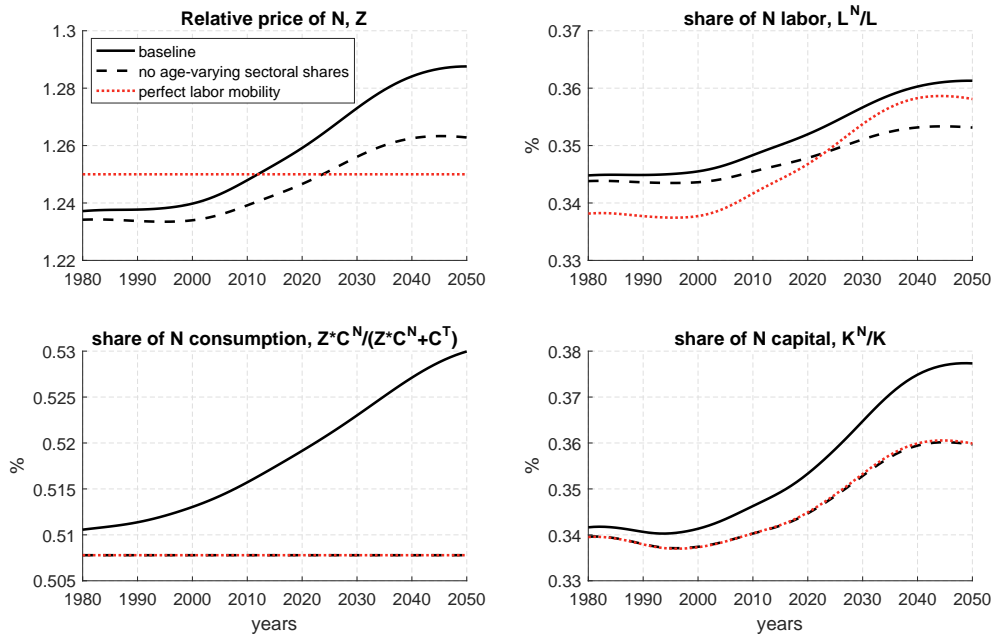 Relative price of N, Z
1.3
1.28
1.26
1.24
1.22
baseline
no age-varying sectoral shares
perfect labor mobility
1980 1990 2000 2010 2020 2030 2040 2050
share of N labor, L^N/L
%
0.37
0.36
0.35
0.34
0.33
1980 1990 2000 2010 2020 2030 2040 2050
share of N consumption, Z*C^N/(Z*C^N+C^T)
%
0.53
0.525
0.52
0.515
0.51
0.505
1980 1990 2000 2010 2020 2030 2040 2050
years
share of N capital, K^N/K
%
0.38
0.37
0.36
0.35
0.34
0.33
1980 1990 2000 2010 2020 2030 2040 2050
years